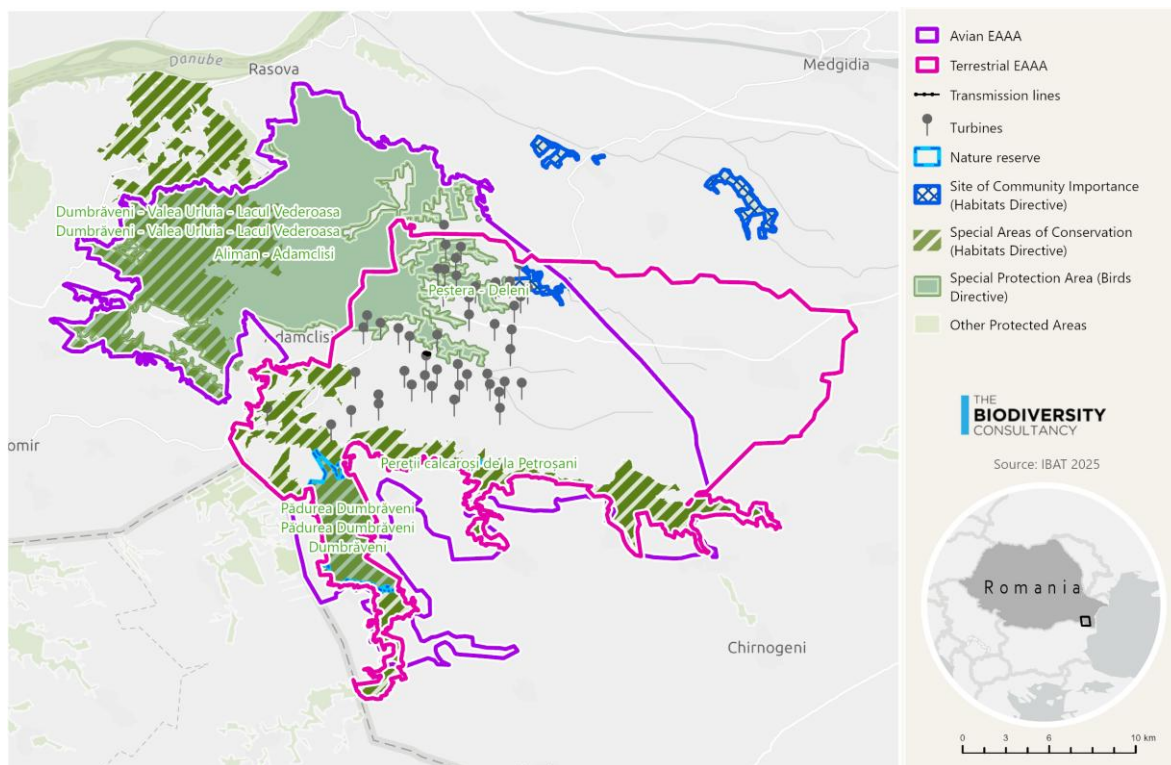 Danube
Rasova
Medgidia
Dumbrăveni - Valea Urluia - Lacul Vederoasa
Dumbrăveni - Valea Urluia - Lacul Vederoasa
Aliman - Adamclisi
Pestera - Deleni
damclisi
omir
Pereții calcaroși de la Petroșani
Pădurea Dumbrăveni
Pădurea Dumbrăveni
Dumbrăveni
Chirnogeni
Avian EAAA
Terrestrial EAAA
Transmission lines
Turbines
Nature reserve
Site of Community Importance
(Habitats Directive)
Special Areas of Conservation
(Habitats Directive)
Special Protection Area (Birds
Directive)
Other Protected Areas
THE
BIODIVERSITY
CONSULTANCY
Source: IBAT 2025
Romania
0 3 6 10 km